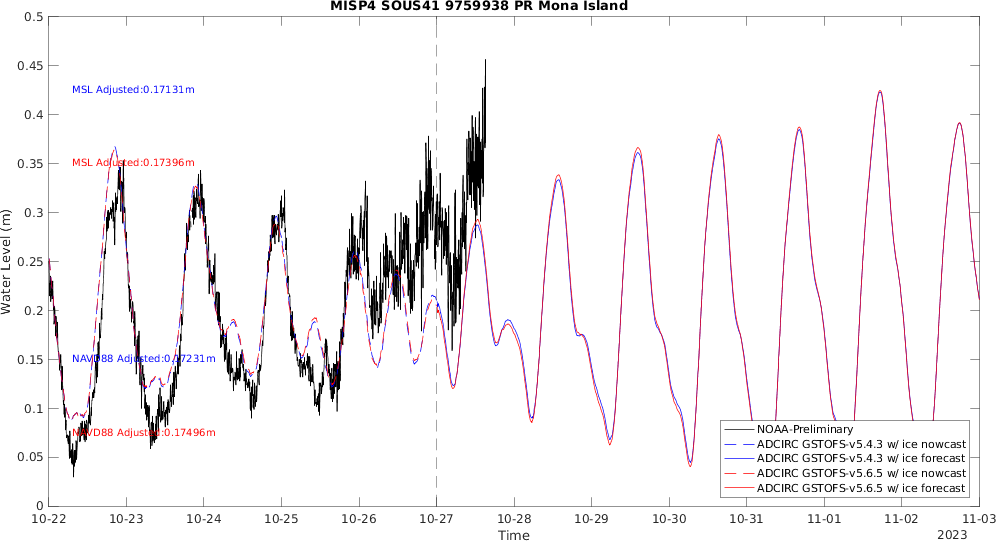 MISP4 SOUS41 9759938 PR Mona Island
Water Level (m)
0.5
0.45
0.4
0.35
0.3
0.25
0.2
0.15
0.1
0.05
0
MSL Adjusted:0.17131m
MSL Adjusted:0.17396m
NAVD88 Adjusted:0.17231m
NAVD88 Adjusted:0.17496m
NOAA-Preliminary
ADCIRC GSTOFS-v5.4.3 w/ ice nowcast
ADCIRC GSTOFS-v5.4.3 w/ ice forecast
ADCIRC GSTOFS-v5.6.5 w/ ice nowcast
ADCIRC GSTOFS-v5.6.5 w/ ice forecast
10-22 10-23 10-24 10-25 10-26 10-27 10-28 10-29 10-30 10-31 11-01 11-02 11-03
Time
2023